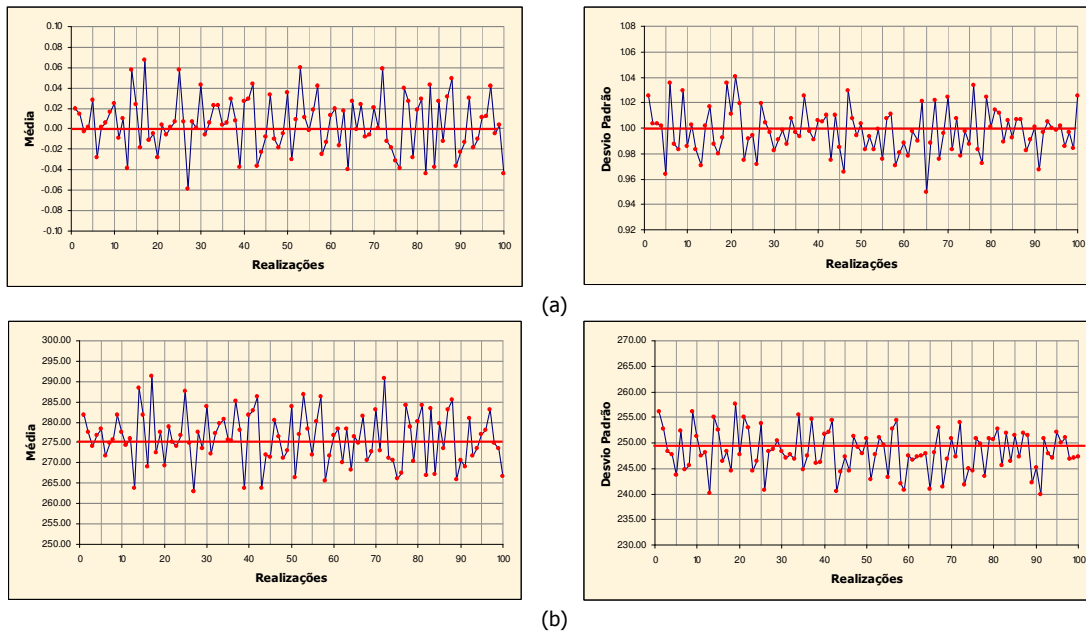 0.10
0.08
0.06
0.04
0.02
0.00
-0.02
-0.04
-0.06
-0.08
-0.10
Média
0 10 20 30 40 50 60 70 80 90 100
Realizações
1.08
1.06
1.04
1.02
1.00
0.98
0.96
0.94
0.92
Desvio Padrão
0 10 20 30 40 50 60 70 80 90 100
Realizações
(a)
300.00
295.00
290.00
285.00
280.00
275.00
270.00
265.00
260.00
255.00
250.00
Média
0 10 20 30 40 50 60 70 80 90 100
Realizações
270.00
265.00
260.00
255.00
250.00
245.00
240.00
235.00
230.00
Desvio Padrão
0 10 20 30 40 50 60 70 80 90 100
Realizações
(b)